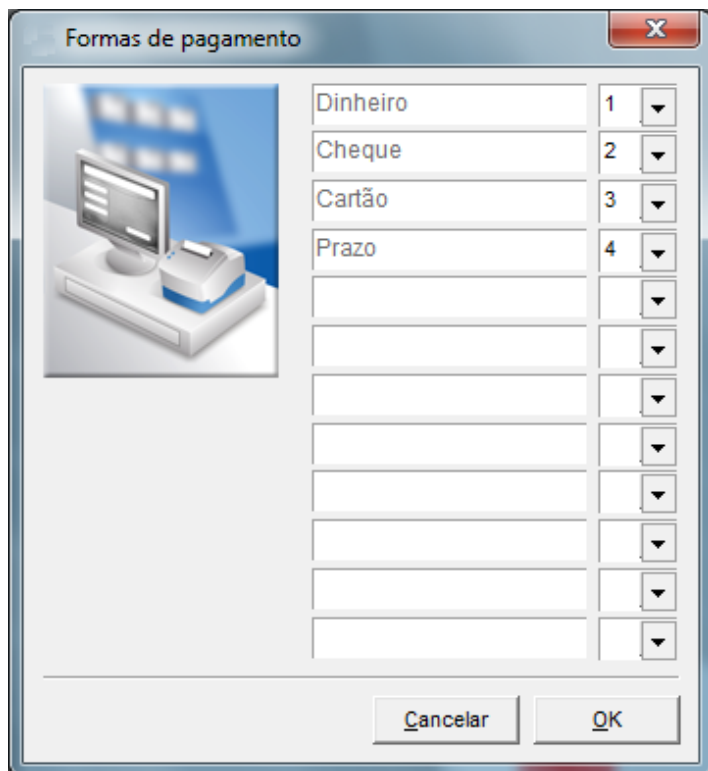 Formas de pagamento
Dinheiro 1
Cheque 2
Cartão 3
Prazo 4
Cancelar OK